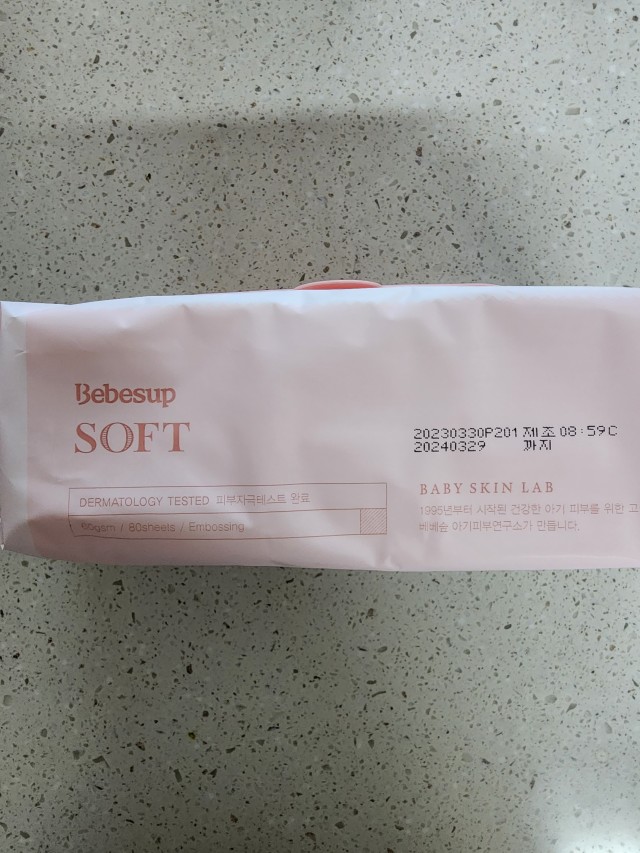 Bebesup
SOFT
20230330P201 제조 08:59C
20240329 까지
DERMATOLOGY TESTED 피부자극테스트 완료
65gsm / 80sheets / Embossing
BABY SKIN LAB
1995년부터 시작된 건강한 아기 피부를 위한
베베숲 아기피부연구소가 만듭니다.